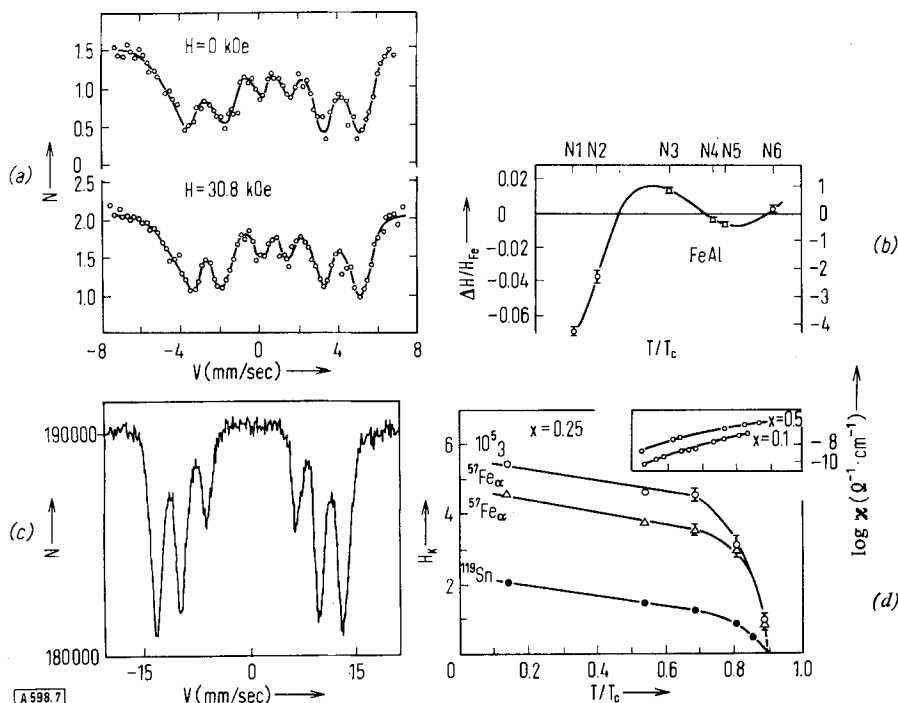 (a)
H=0 kOe
1.5
1.0
0.5
0
N
H=30.8 kOe
2.5
2.0
1.5
1.0
-8 -4 0 4 8
V(mm/sec)
N1 N2 N3 N4 N5 N6
0.02
0
-0.02
-0.04
-0.06
ΔH/H_Fe
1
0
-1
-2
-3
-4
FeAl
T/T_c
(b)
(c)
190000
180000
N
-15 0 15
V(mm/sec)
A 598.7
x=0.25
x=0.5
x=0.1
-8
-10
log ϰ (Ω⁻¹·cm⁻¹)
6
4
2
10⁵ 3
⁵⁷Fe_α
⁵⁷Fe_α
¹¹⁹Sn
H_K
0 0.2 0.4 0.6 0.8 1.0
T/T_c
(d)